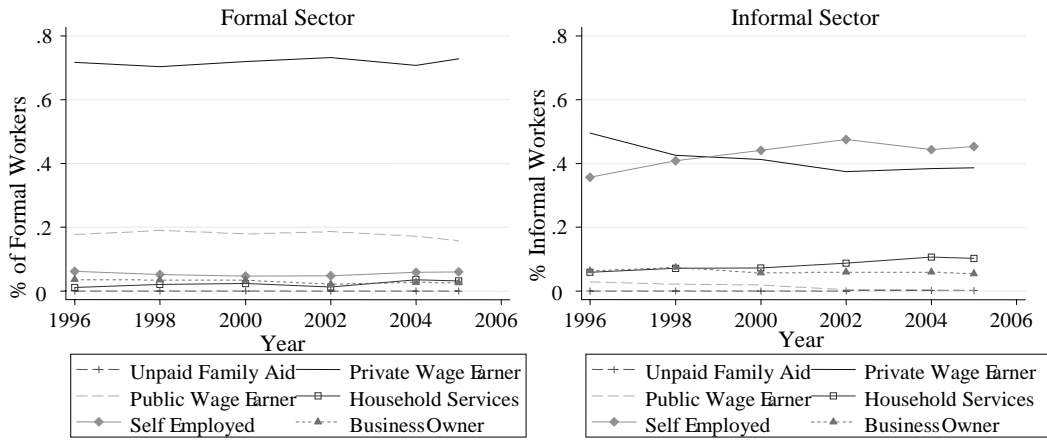 Formal Sector
% of Formal Workers
.8
.6
.4
.2
0
1996 1998 2000 2002 2004 2006
Year
Unpaid Family Aid Private Wage Earner
Public Wage Earner Household Services
Self Employed Business Owner
Informal Sector
% Informal Workers
.8
.6
.4
.2
0
1996 1998 2000 2002 2004 2006
Year
Unpaid Family Aid Private Wage Earner
Public Wage Earner Household Services
Self Employed Business Owner